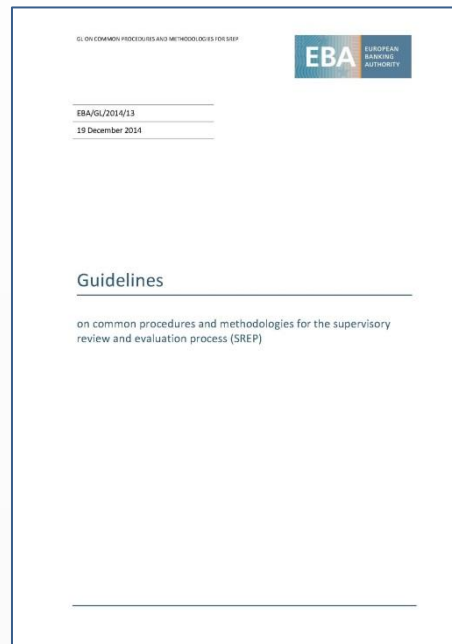 GL ON COMMON PROCEDURES AND METHODOLOGIES FOR SREP
EBA EUROPEAN
BANKING
AUTHORITY
EBA/GL/2014/13
19 December 2014
Guidelines
on common procedures and methodologies for the supervisory
review and evaluation process (SREP)